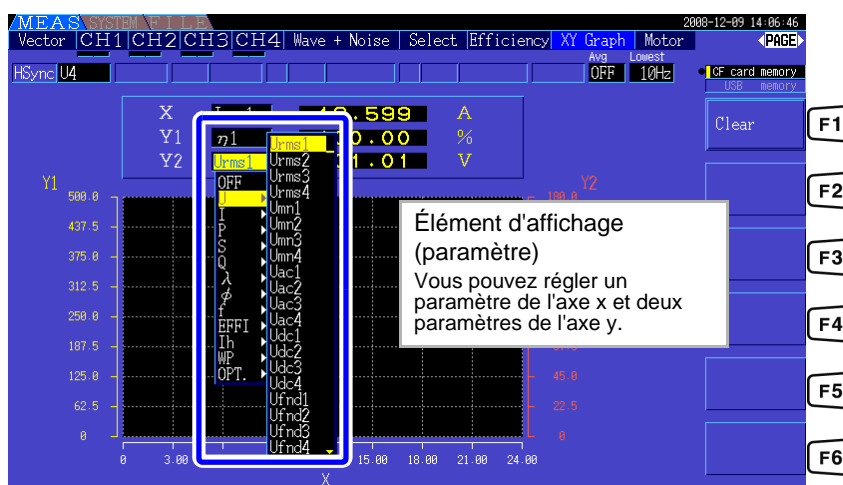 MEAS SYSTEM FILE 2008-12-09 14:06:46
Vector CH1 CH2 CH3 CH4 Wave + Noise Select Efficiency XY Graph Motor PAGE
Avg Lowest
HSync U4 OFF 10Hz CF card memory
USB memory
X .599 A
Y1 η1 0.00 %
Y2 Urms1 1.01 V
Clear
F1
F2
F3
F4
F5
F6
OFF
U
I
P
S
Q
λ
φ
f
EFFI
Ih
WP
OPT.
Urms1
Urms2
Urms3
Urms4
Umn1
Umn2
Umn3
Umn4
Uac1
Uac2
Uac3
Uac4
Udc1
Udc2
Udc3
Udc4
Ufnd1
Ufnd2
Ufnd3
Ufnd4
Élément d'affichage
(paramètre)
Vous pouvez régler un
paramètre de l'axe x et deux
paramètres de l'axe y.
Y1
500.0
437.5
375.0
312.5
250.0
187.5
125.0
62.5
0
Y2
180.0
45.0
22.5
0
0 3.00 15.00 18.00 21.00 24.00
X